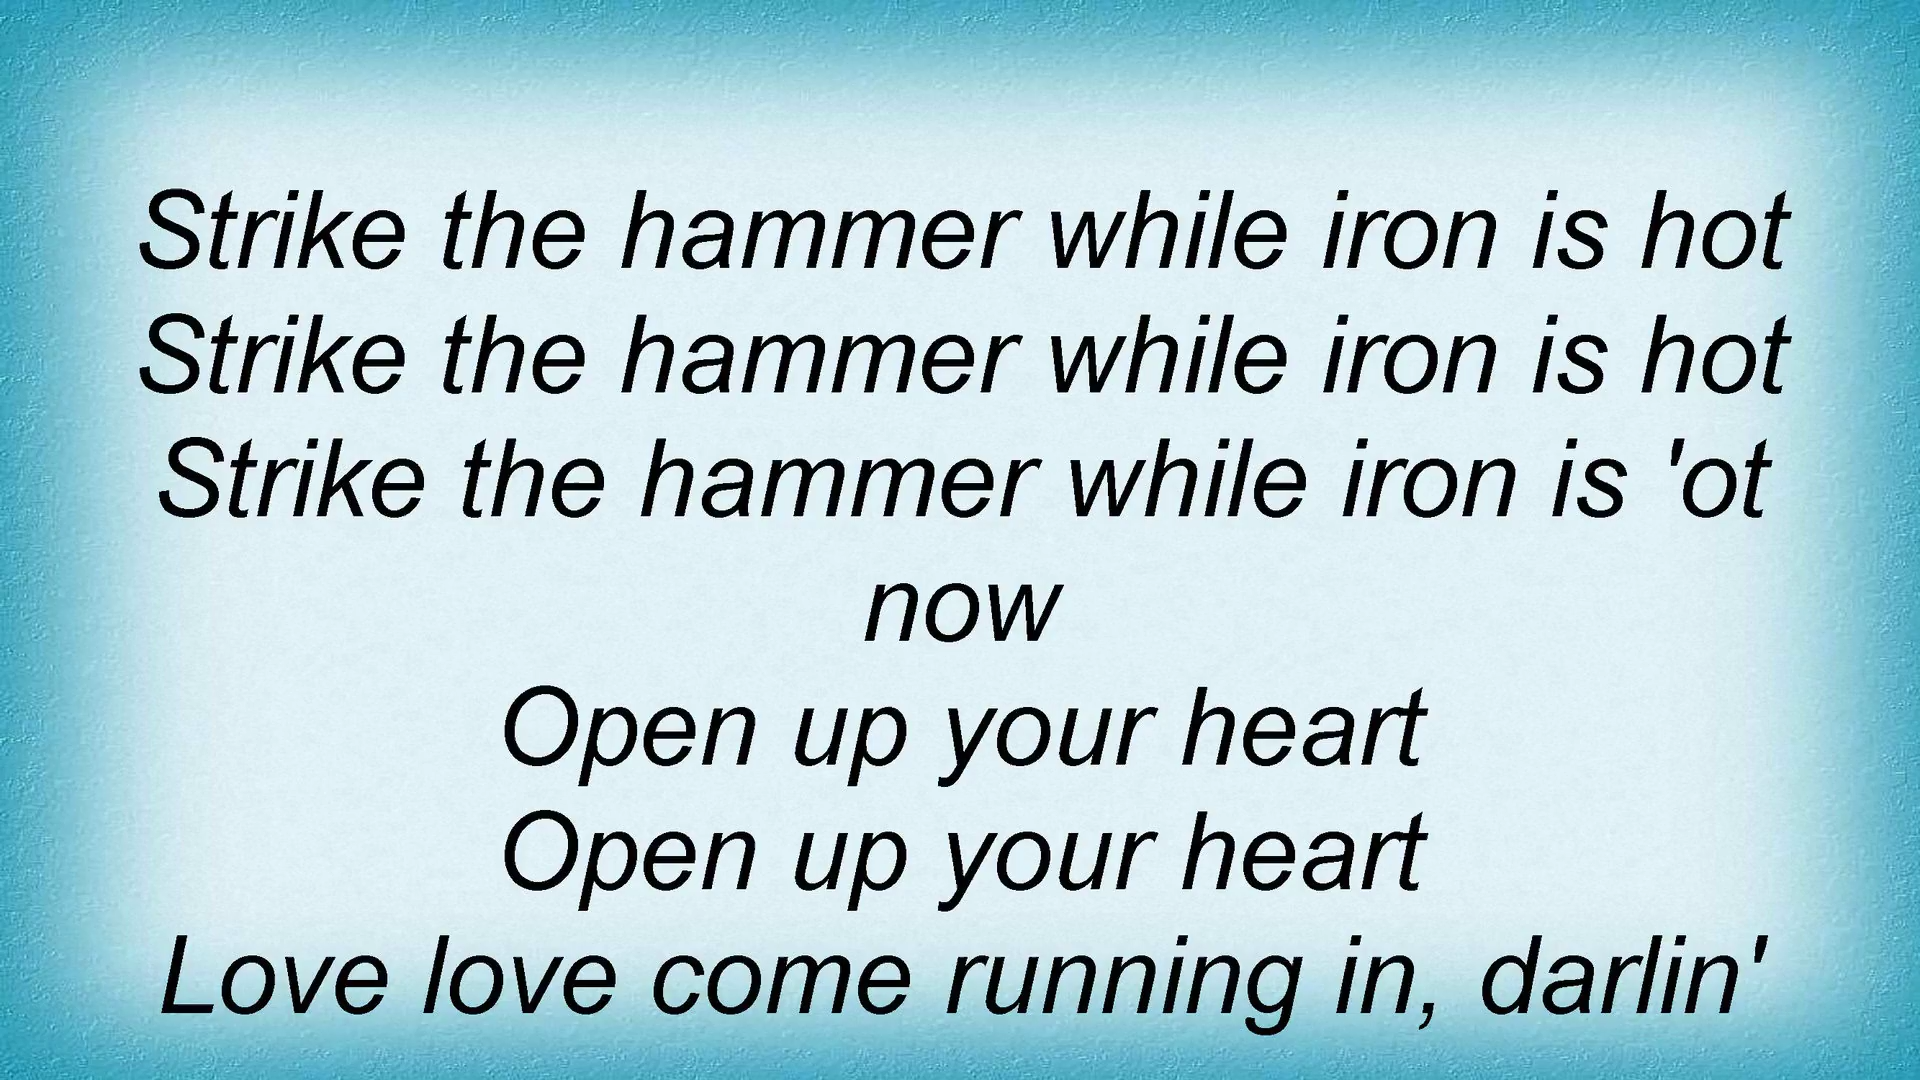 Strike the hammer while iron is hot
Strike the hammer while iron is hot
Strike the hammer while iron is 'ot
now
Open up your heart
Open up your heart
Love love come running in, darlin'